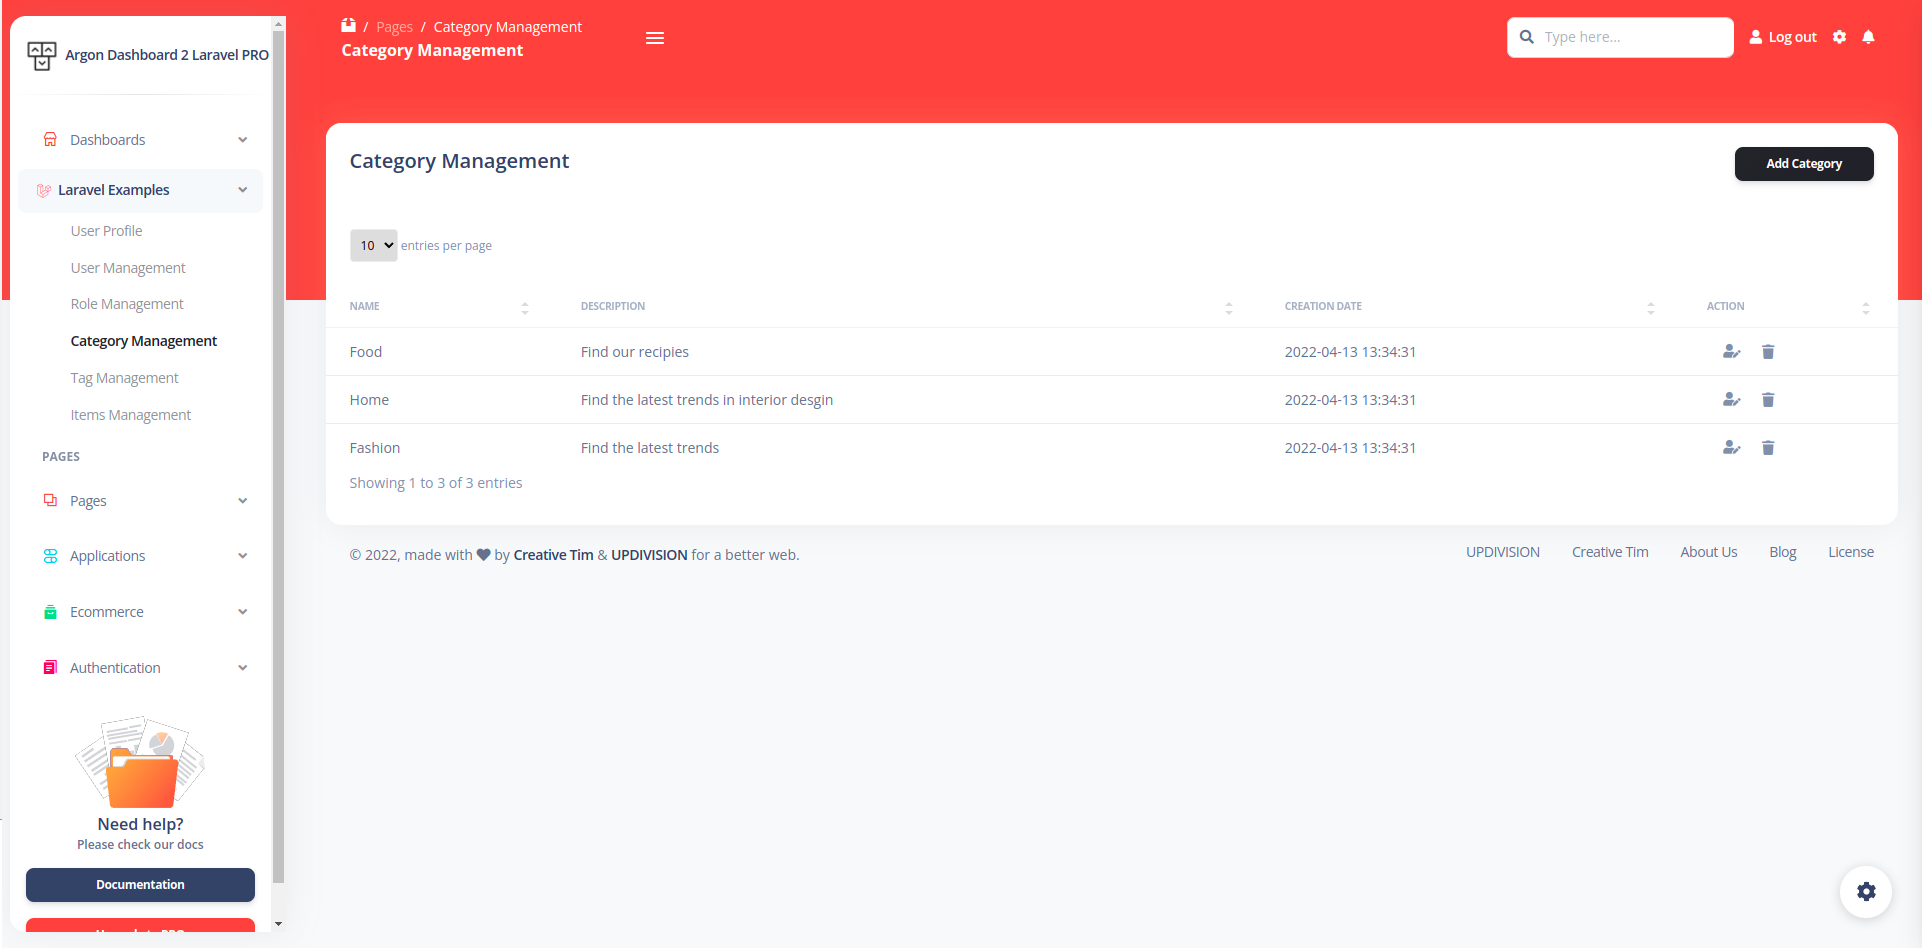 Argon Dashboard 2 Laravel PRO
Dashboards
Laravel Examples
User Profile
User Management
Role Management
Category Management
Tag Management
Items Management
PAGES
Pages
Applications
Ecommerce
Authentication
Need help?
Please check our docs
Documentation
/ Pages / Category Management
Category Management
Type here...
Log out
Category Management
Add Category
10 entries per page
NAME DESCRIPTION CREATION DATE ACTION
Food Find our recipies 2022-04-13 13:34:31
Home Find the latest trends in interior desgin 2022-04-13 13:34:31
Fashion Find the latest trends 2022-04-13 13:34:31
Showing 1 to 3 of 3 entries
© 2022, made with by Creative Tim & UPDIVISION for a better web.
UPDIVISION Creative Tim About Us Blog License